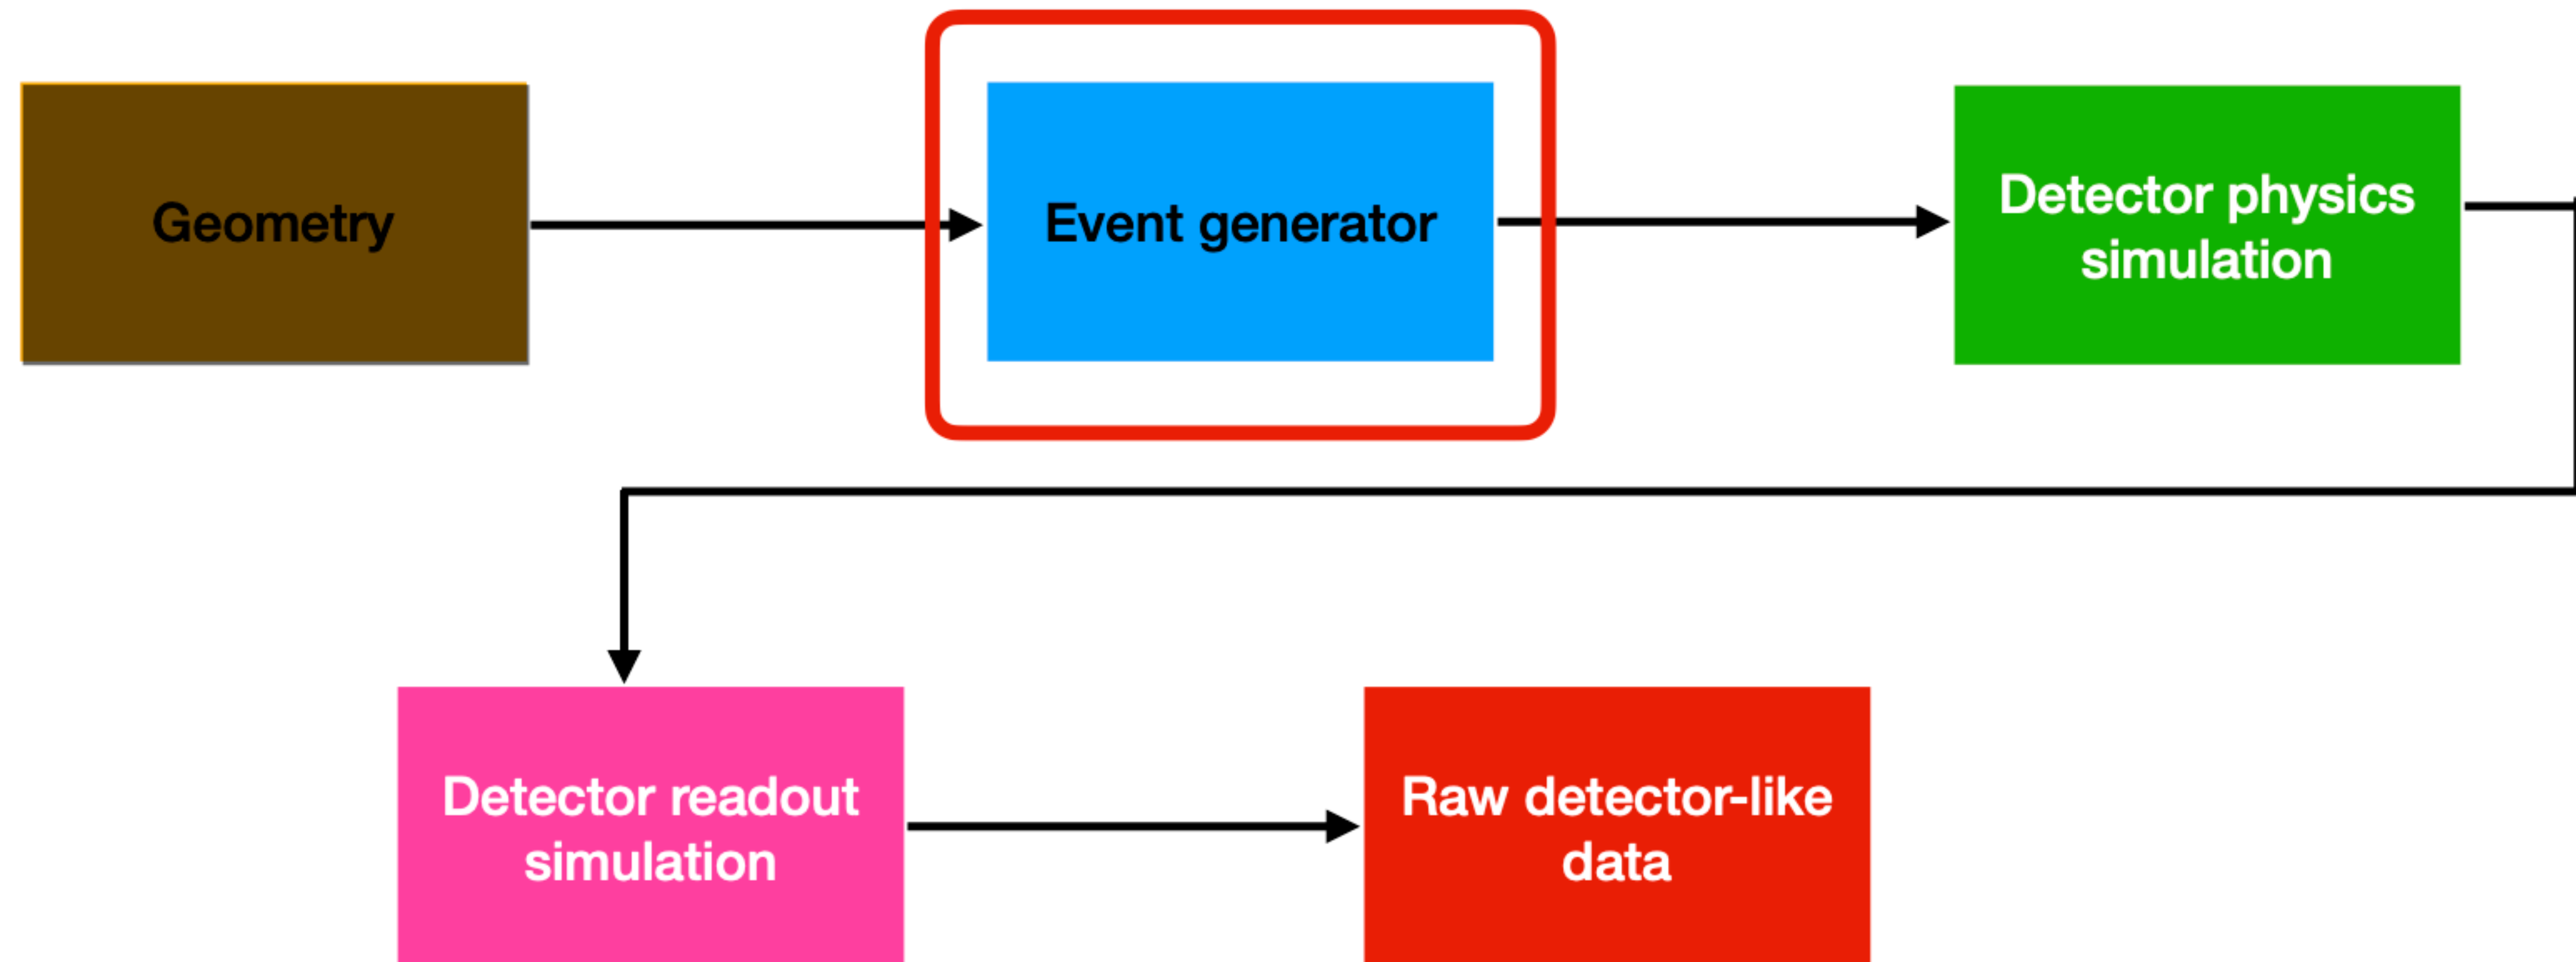 Geometry
Event generator
Detector physics
simulation
Detector readout
simulation
Raw detector-like
data